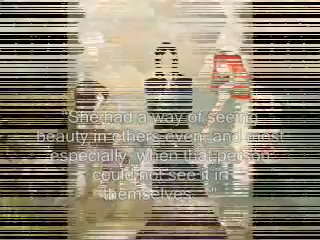 "She had a way of seeing
beauty in others even, and most
especially, when that person
could not see it in
themselves."